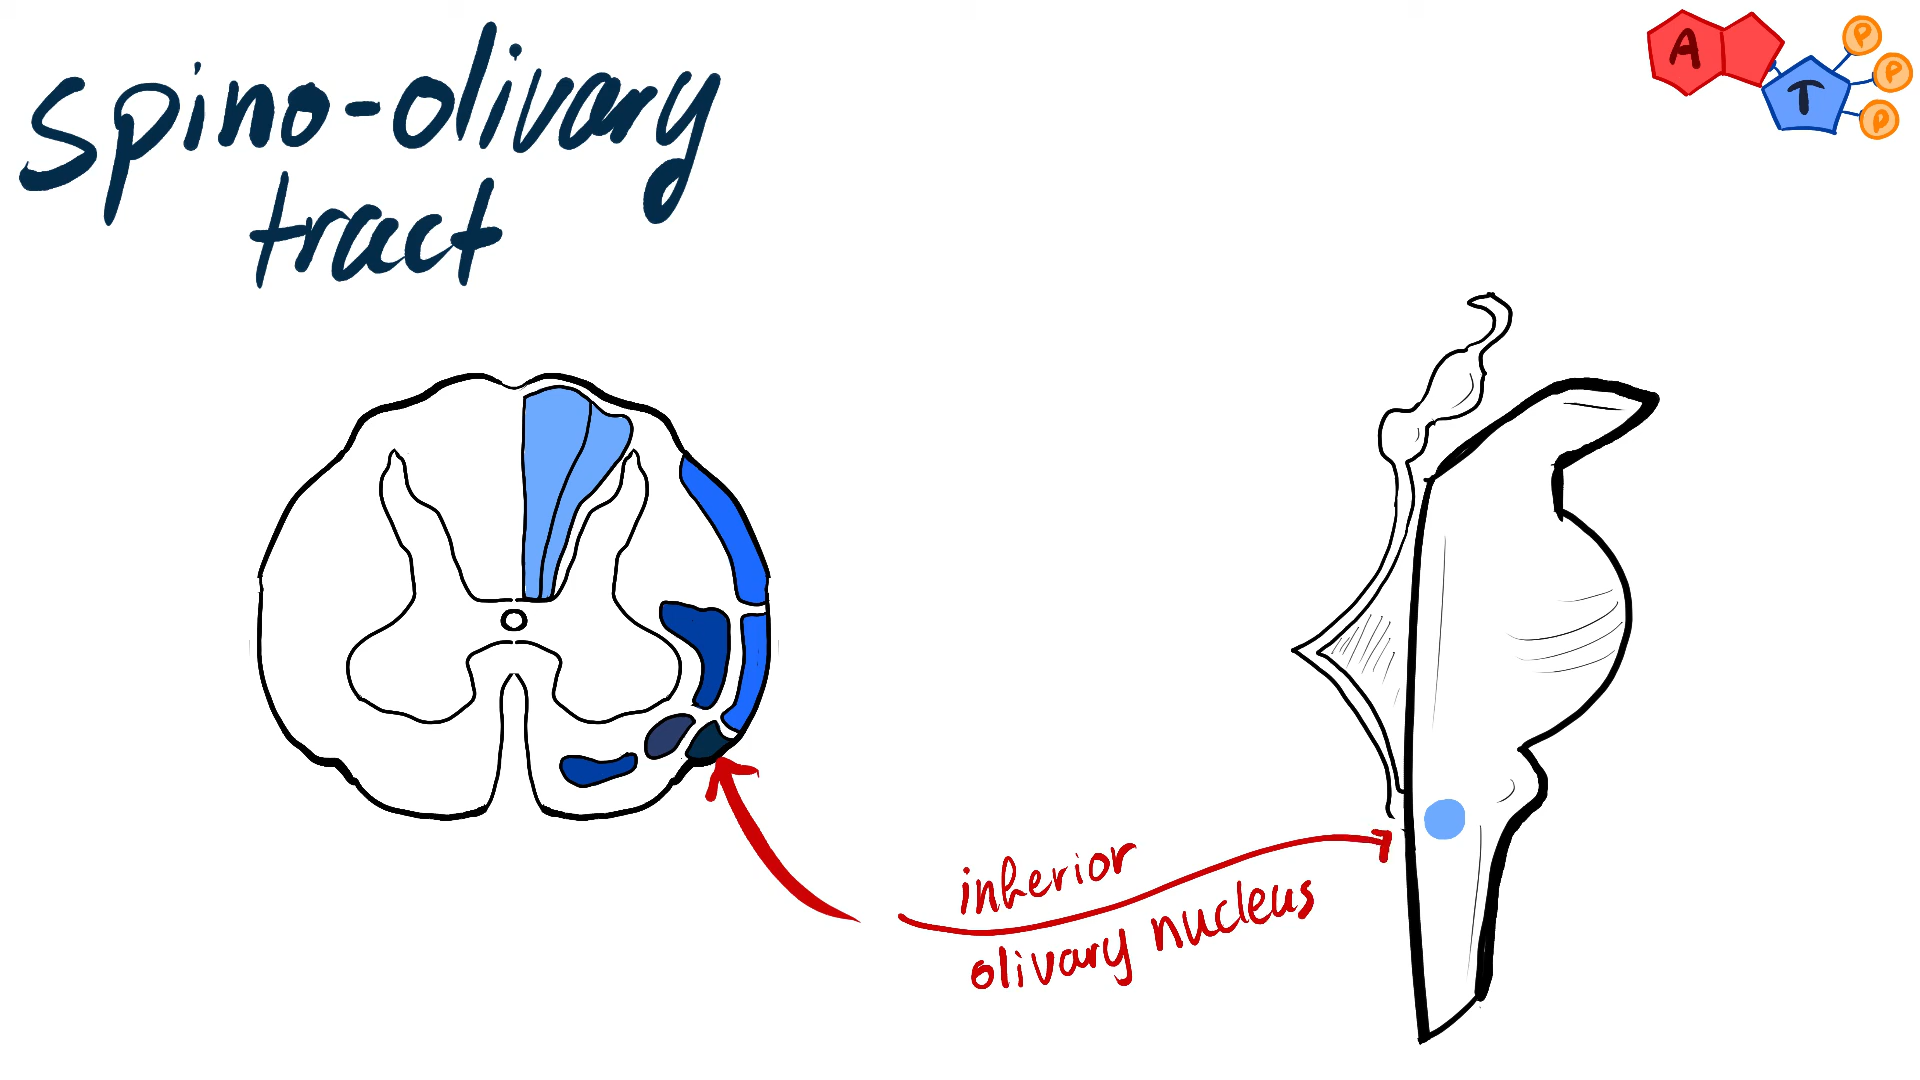 spino-olivary
tract
A
T
P
P
P
inferior
olivary nucleus